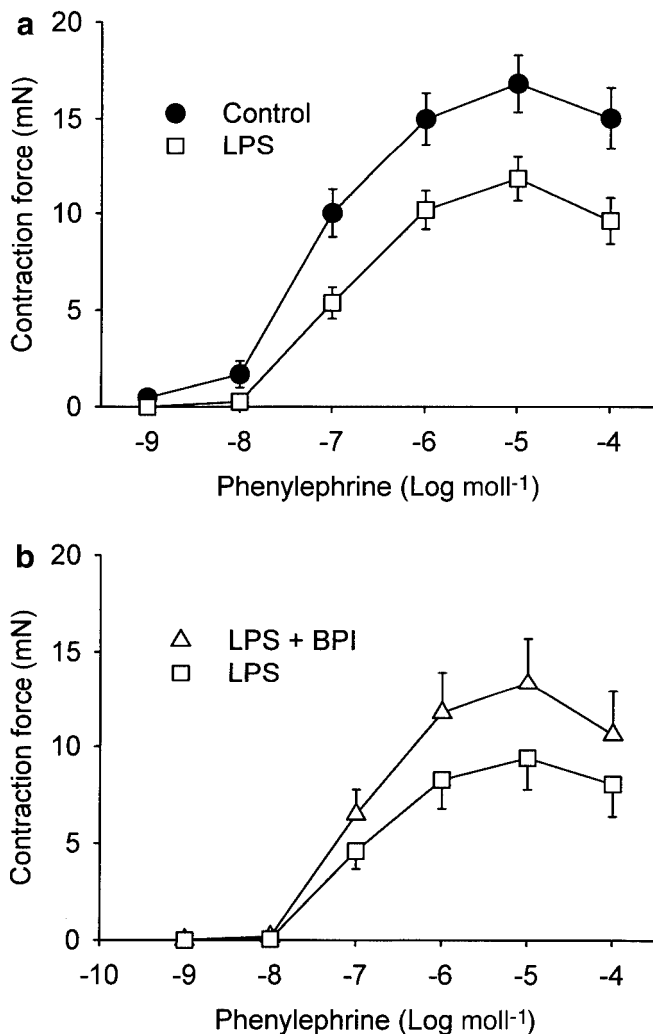 a
20
15
10
5
0
Contraction force (mN)
Control
LPS
-9 -8 -7 -6 -5 -4
Phenylephrine (Log moll-1)
b
20
15
10
5
0
Contraction force (mN)
LPS + BPI
LPS
-10 -9 -8 -7 -6 -5 -4
Phenylephrine (Log moll-1)